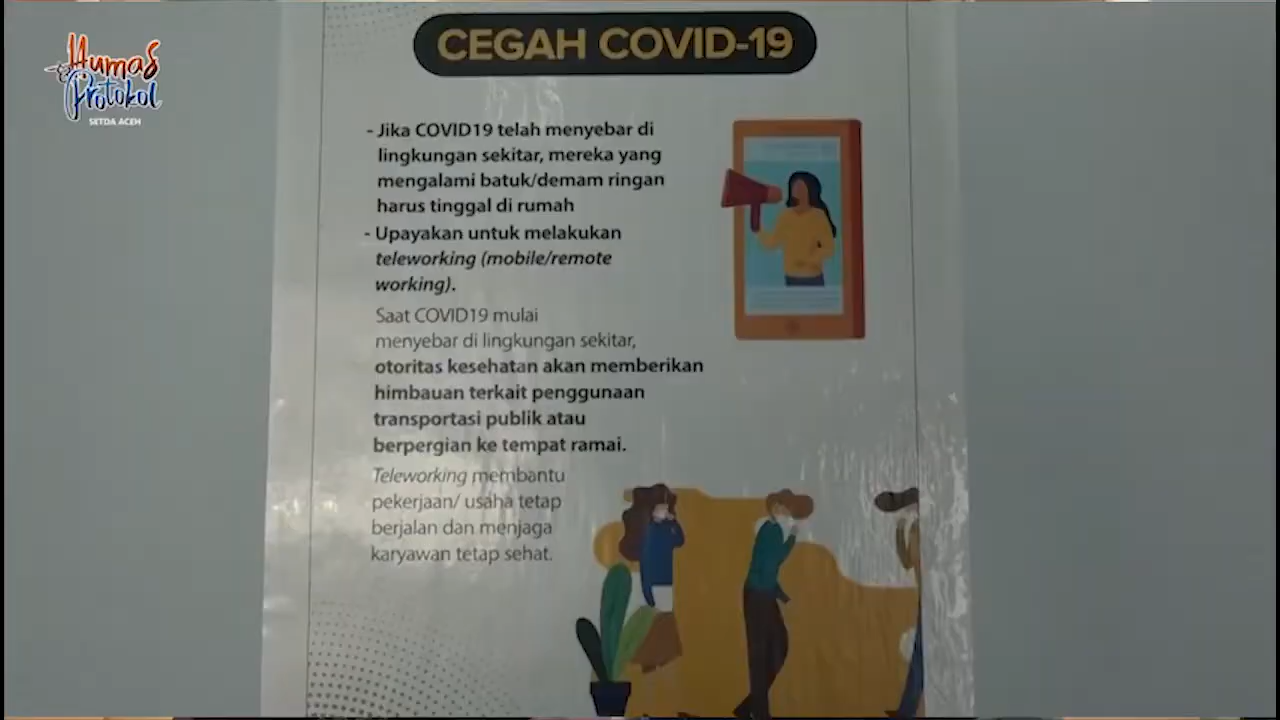 Humas
Protokol
SETDA ACEH
CEGAH COVID-19
- Jika COVID19 telah menyebar di
lingkungan sekitar, mereka yang
mengalami batuk/demam ringan
harus tinggal di rumah
- Upayakan untuk melakukan
teleworking (mobile/remote
working).
Saat COVID19 mulai
menyebar di lingkungan sekitar,
otoritas kesehatan akan memberikan
himbauan terkait penggunaan
transportasi publik atau
berpergian ke tempat ramai.
Teleworking membantu
pekerjaan/ usaha tetap
berjalan dan menjaga
karyawan tetap sehat.